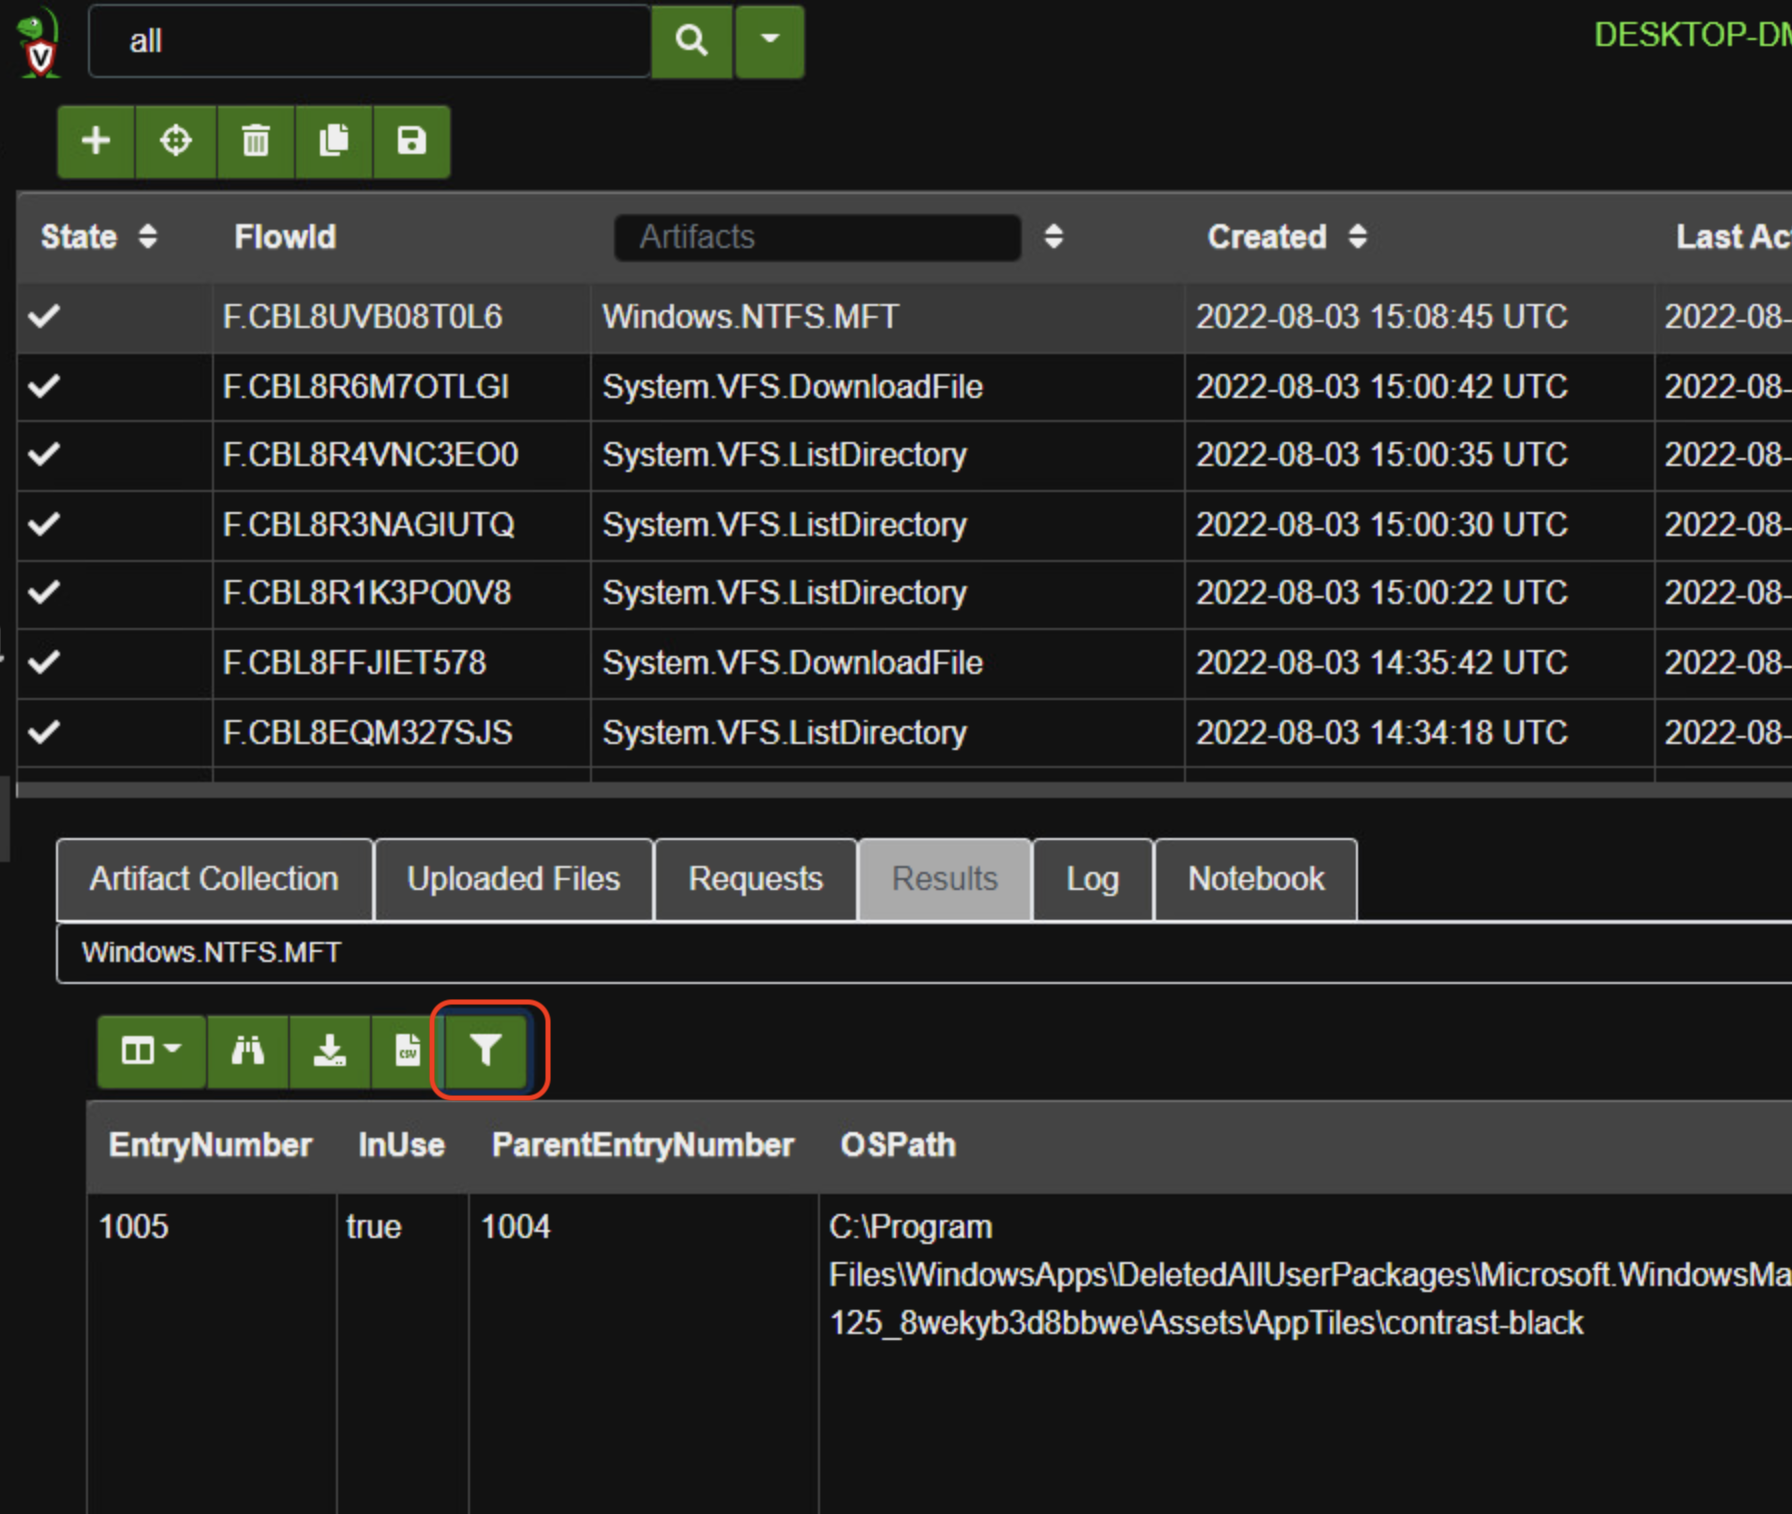 V
all
DESKTOP-DM
State FlowId Artifacts Created Last Ac
F.CBL8UVB08T0L6 Windows.NTFS.MFT 2022-08-03 15:08:45 UTC 2022-08-
F.CBL8R6M7OTLGI System.VFS.DownloadFile 2022-08-03 15:00:42 UTC 2022-08-
F.CBL8R4VNC3EO0 System.VFS.ListDirectory 2022-08-03 15:00:35 UTC 2022-08-
F.CBL8R3NAGIUTQ System.VFS.ListDirectory 2022-08-03 15:00:30 UTC 2022-08-
F.CBL8R1K3PO0V8 System.VFS.ListDirectory 2022-08-03 15:00:22 UTC 2022-08-
F.CBL8FFJIET578 System.VFS.DownloadFile 2022-08-03 14:35:42 UTC 2022-08-
F.CBL8EQM327SJS System.VFS.ListDirectory 2022-08-03 14:34:18 UTC 2022-08-
Artifact Collection Uploaded Files Requests Results Log Notebook
Windows.NTFS.MFT
CSV
EntryNumber InUse ParentEntryNumber OSPath
1005 true 1004 C:\Program
Files\WindowsApps\DeletedAllUserPackages\Microsoft.WindowsMa
125_8wekyb3d8bbwe\Assets\AppTiles\contrast-black